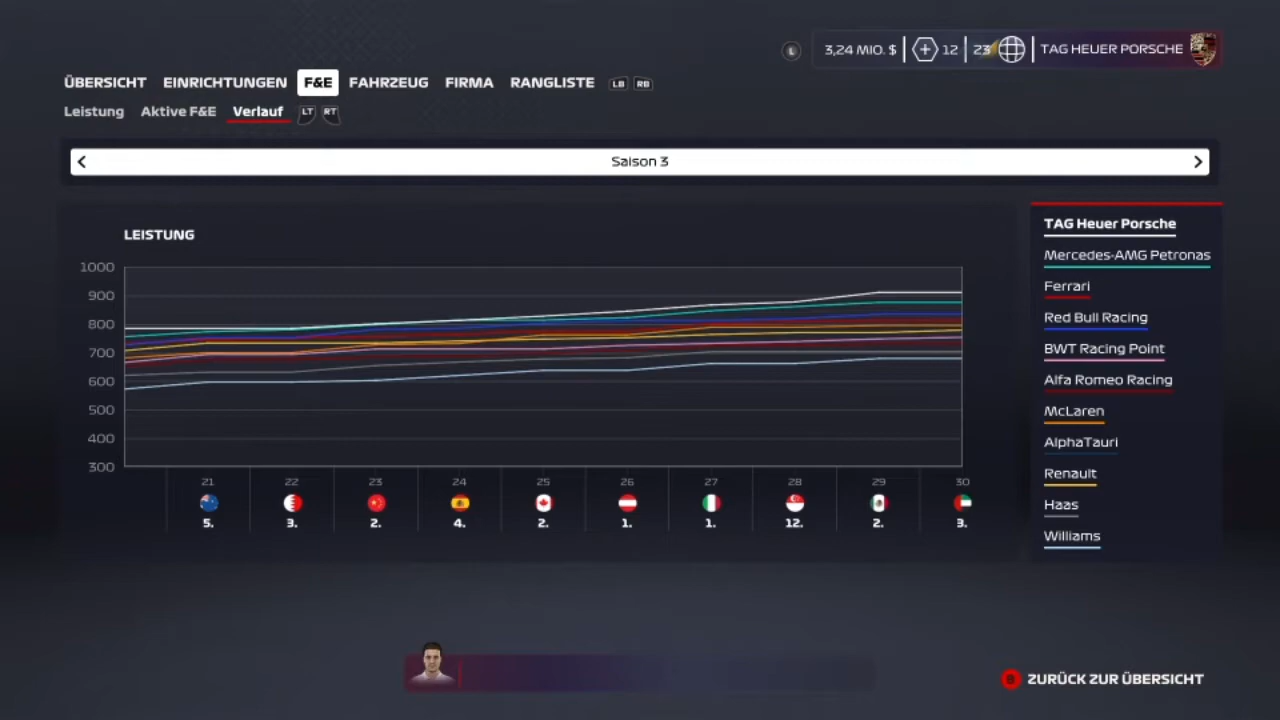 L 3,24 MIO. $ 12 23 TAG HEUER PORSCHE
ÜBERSICHT EINRICHTUNGEN F&E FAHRZEUG FIRMA RANGLISTE LB RB
Leistung Aktive F&E Verlauf LT RT
Saison 3
LEISTUNG
1000
900
800
700
600
500
400
300
21 22 23 24 25 26 27 28 29 30
5. 3. 2. 4. 2. 1. 1. 12. 2. 3.
TAG Heuer Porsche
Mercedes-AMG Petronas
Ferrari
Red Bull Racing
BWT Racing Point
Alfa Romeo Racing
McLaren
AlphaTauri
Renault
Haas
Williams
B ZURÜCK ZUR ÜBERSICHT